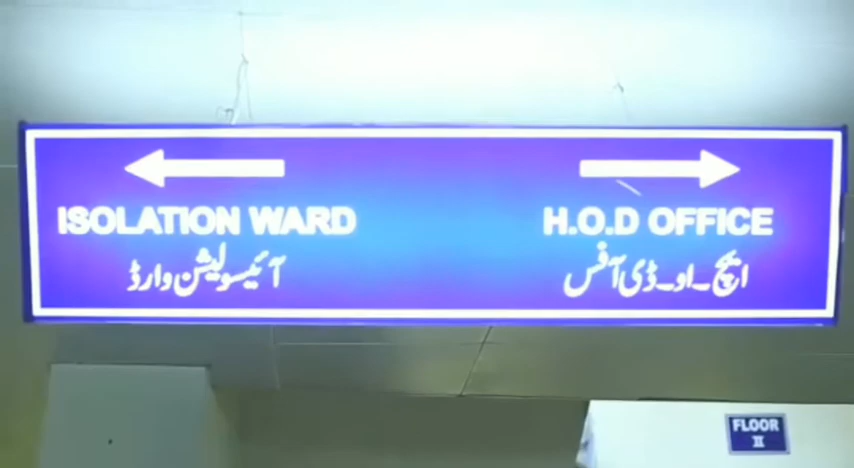 ISOLATION WARD
آئیسولیشن وارڈ
H.O.D OFFICE
ایچ۔او۔ڈی آفس
FLOOR
II